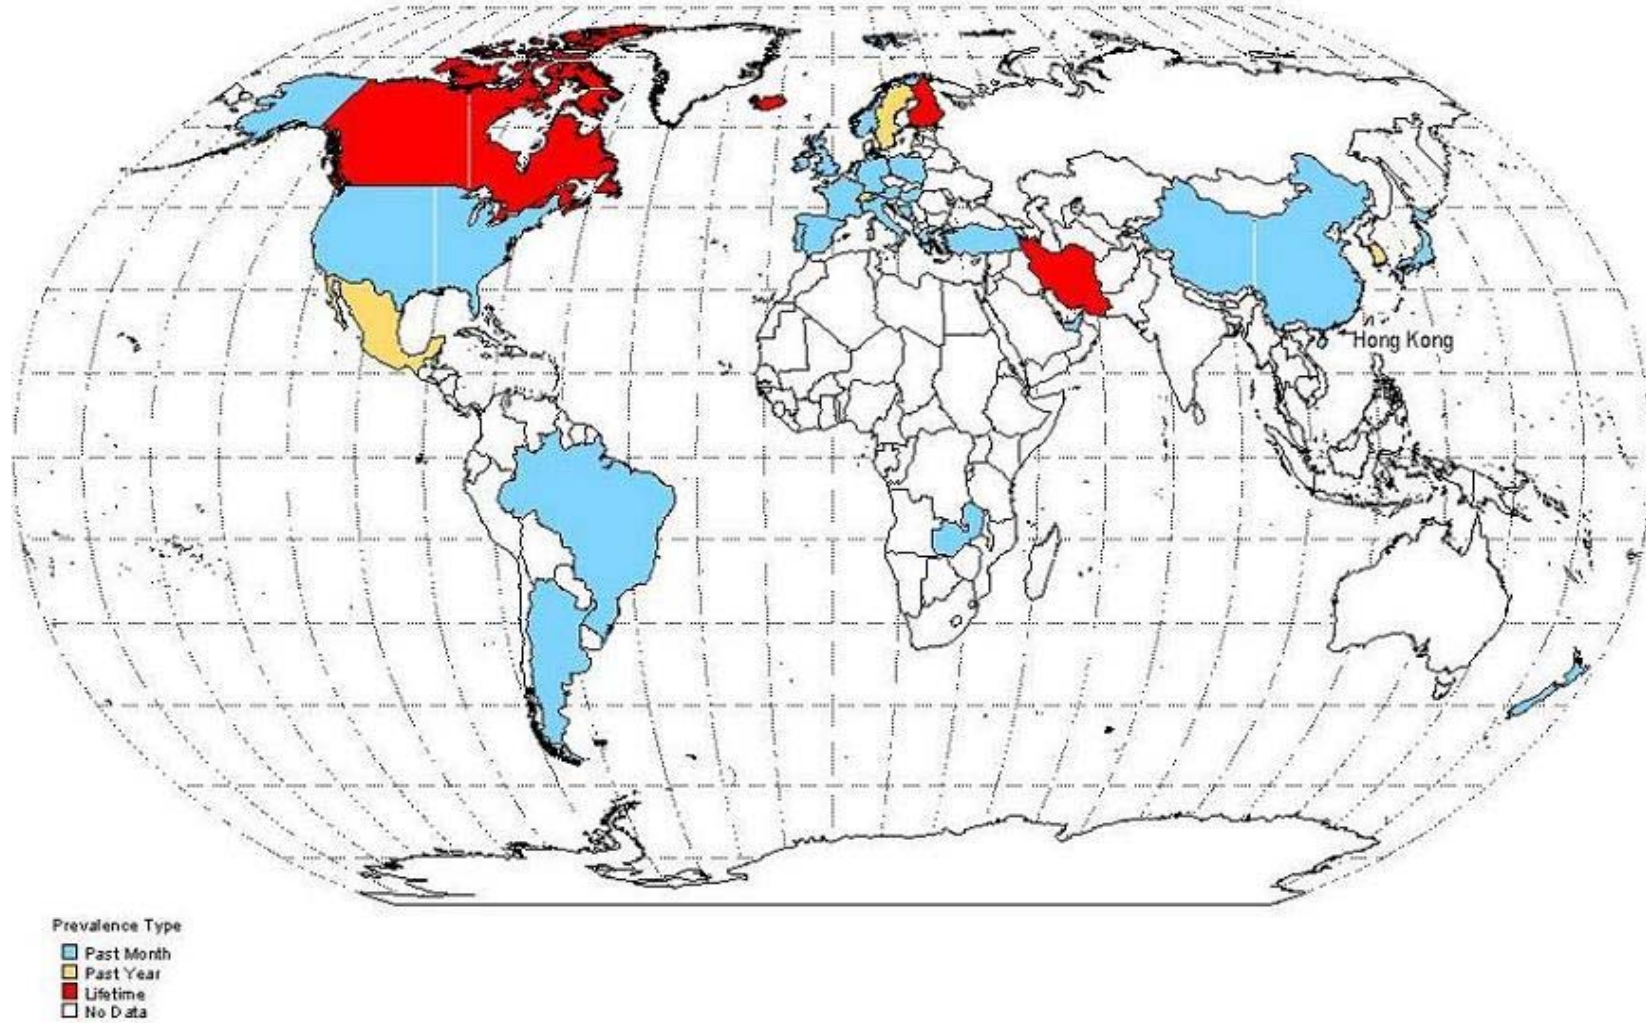 Hong Kong
Prevalence Type
Past Month
Past Year
Lifetime
No Data